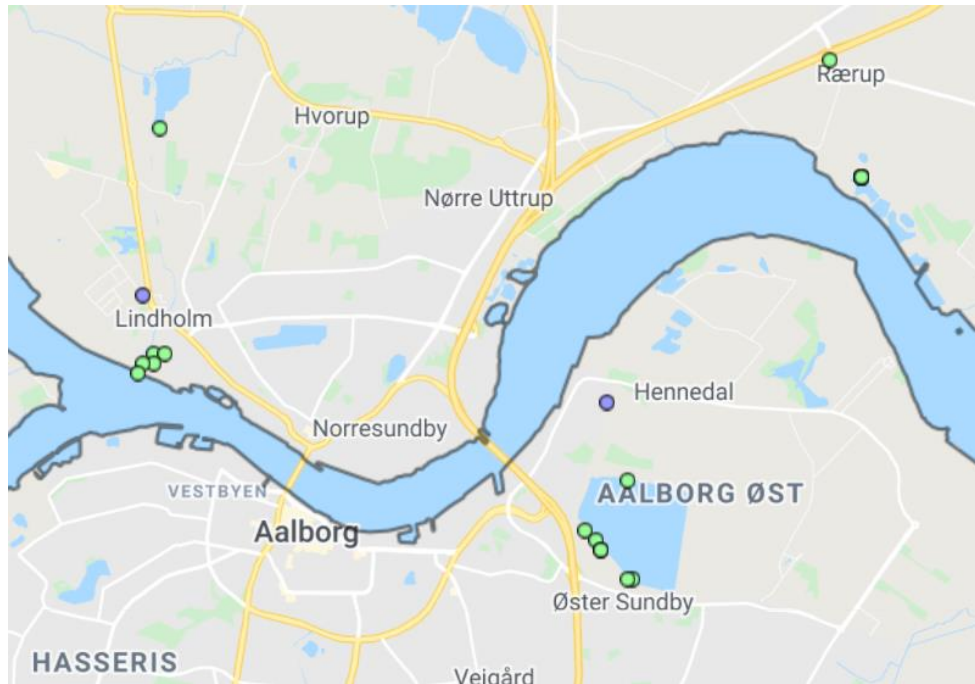 Rærup
Hvorup
Nørre Uttrup
Lindholm
Hennedal
Norresundby
VESTBYEN
AALBORG ØST
Aalborg
Øster Sundby
HASSERIS
Vejgård